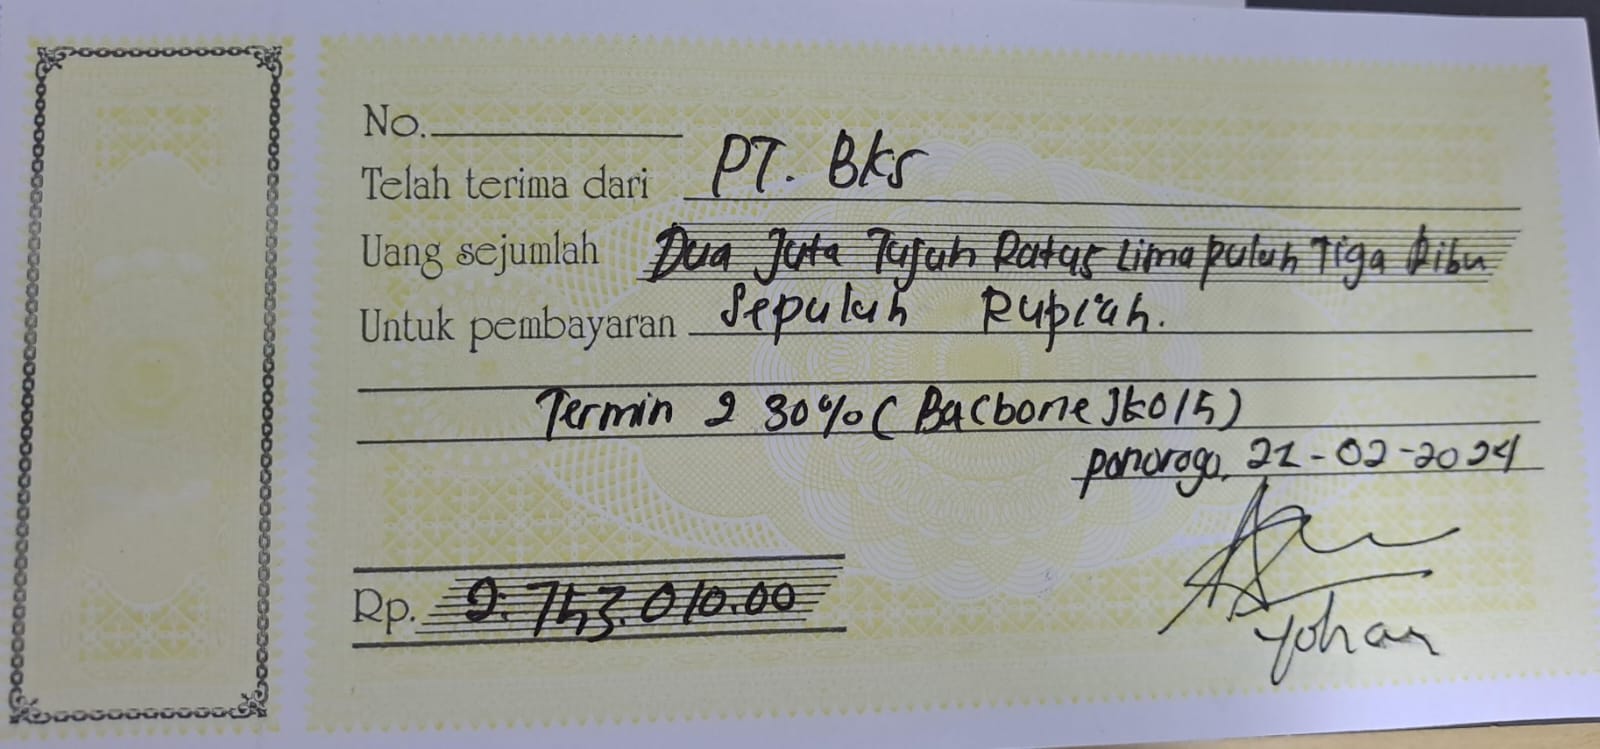 No.
Telah terima dari PT. BKS
Uang sejumlah Dua Juta Tujuh Ratus Lima puluh Tiga Ribu
Untuk pembayaran Sepuluh Rupiah.
Termin 2 30% ( Bacbone JK015)
ponorogo, 21-02-2024
Rp. 2.753.010.00
Yohan